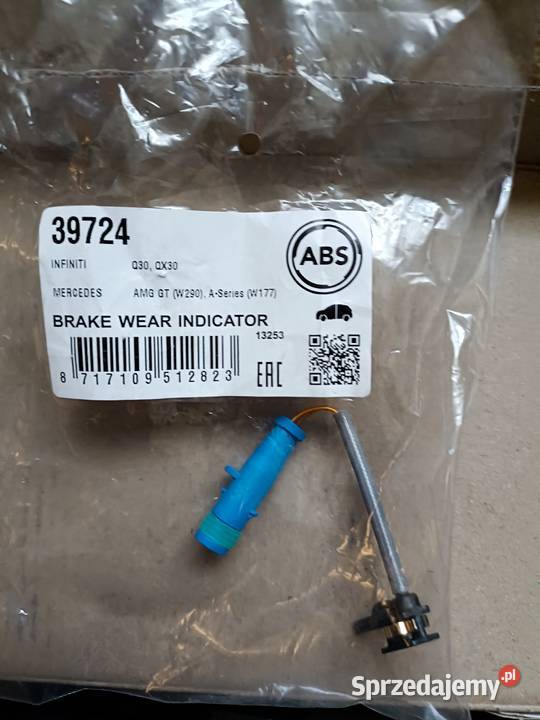 39724
INFINITI Q30, QX30
MERCEDES AMG GT (W290), A-Series (W177)
ABS
BRAKE WEAR INDICATOR
13253
8 717109 512823
EAC
Sprzedajemy.pl